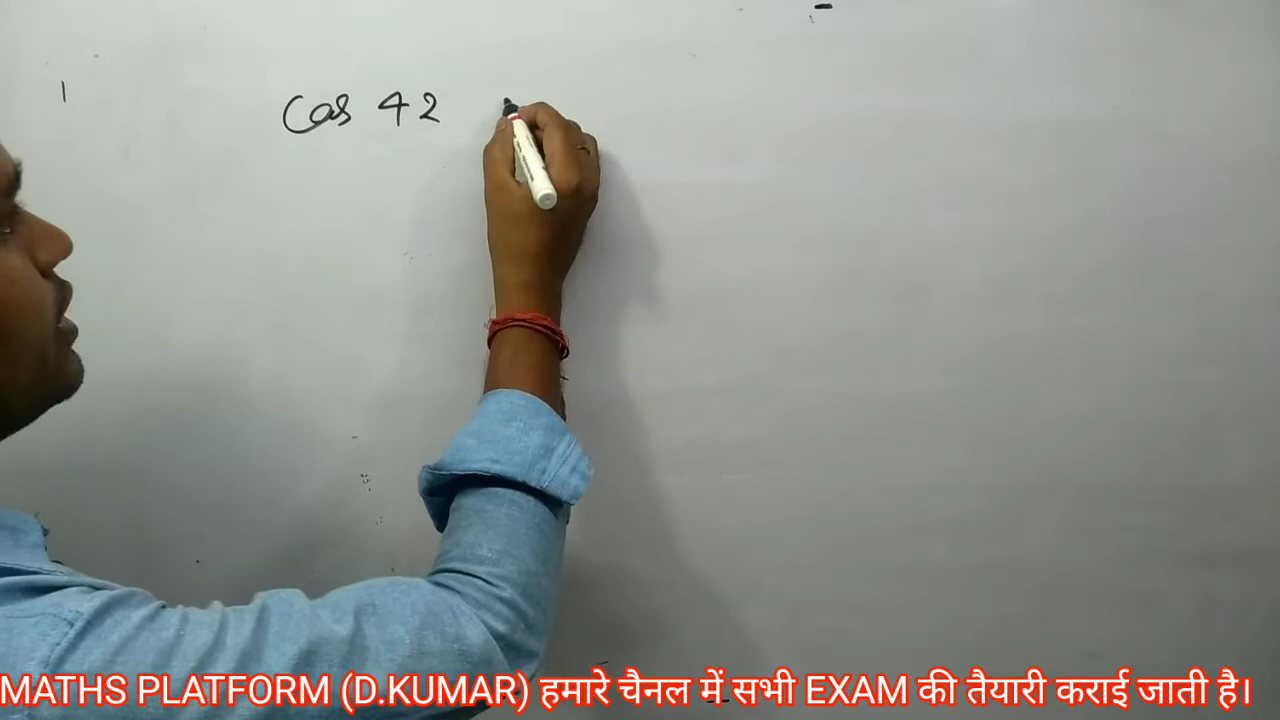 Cos 42
MATHS PLATFORM (D.KUMAR) हमारे चैनल में सभी EXAM की तैयारी कराई जाती है।